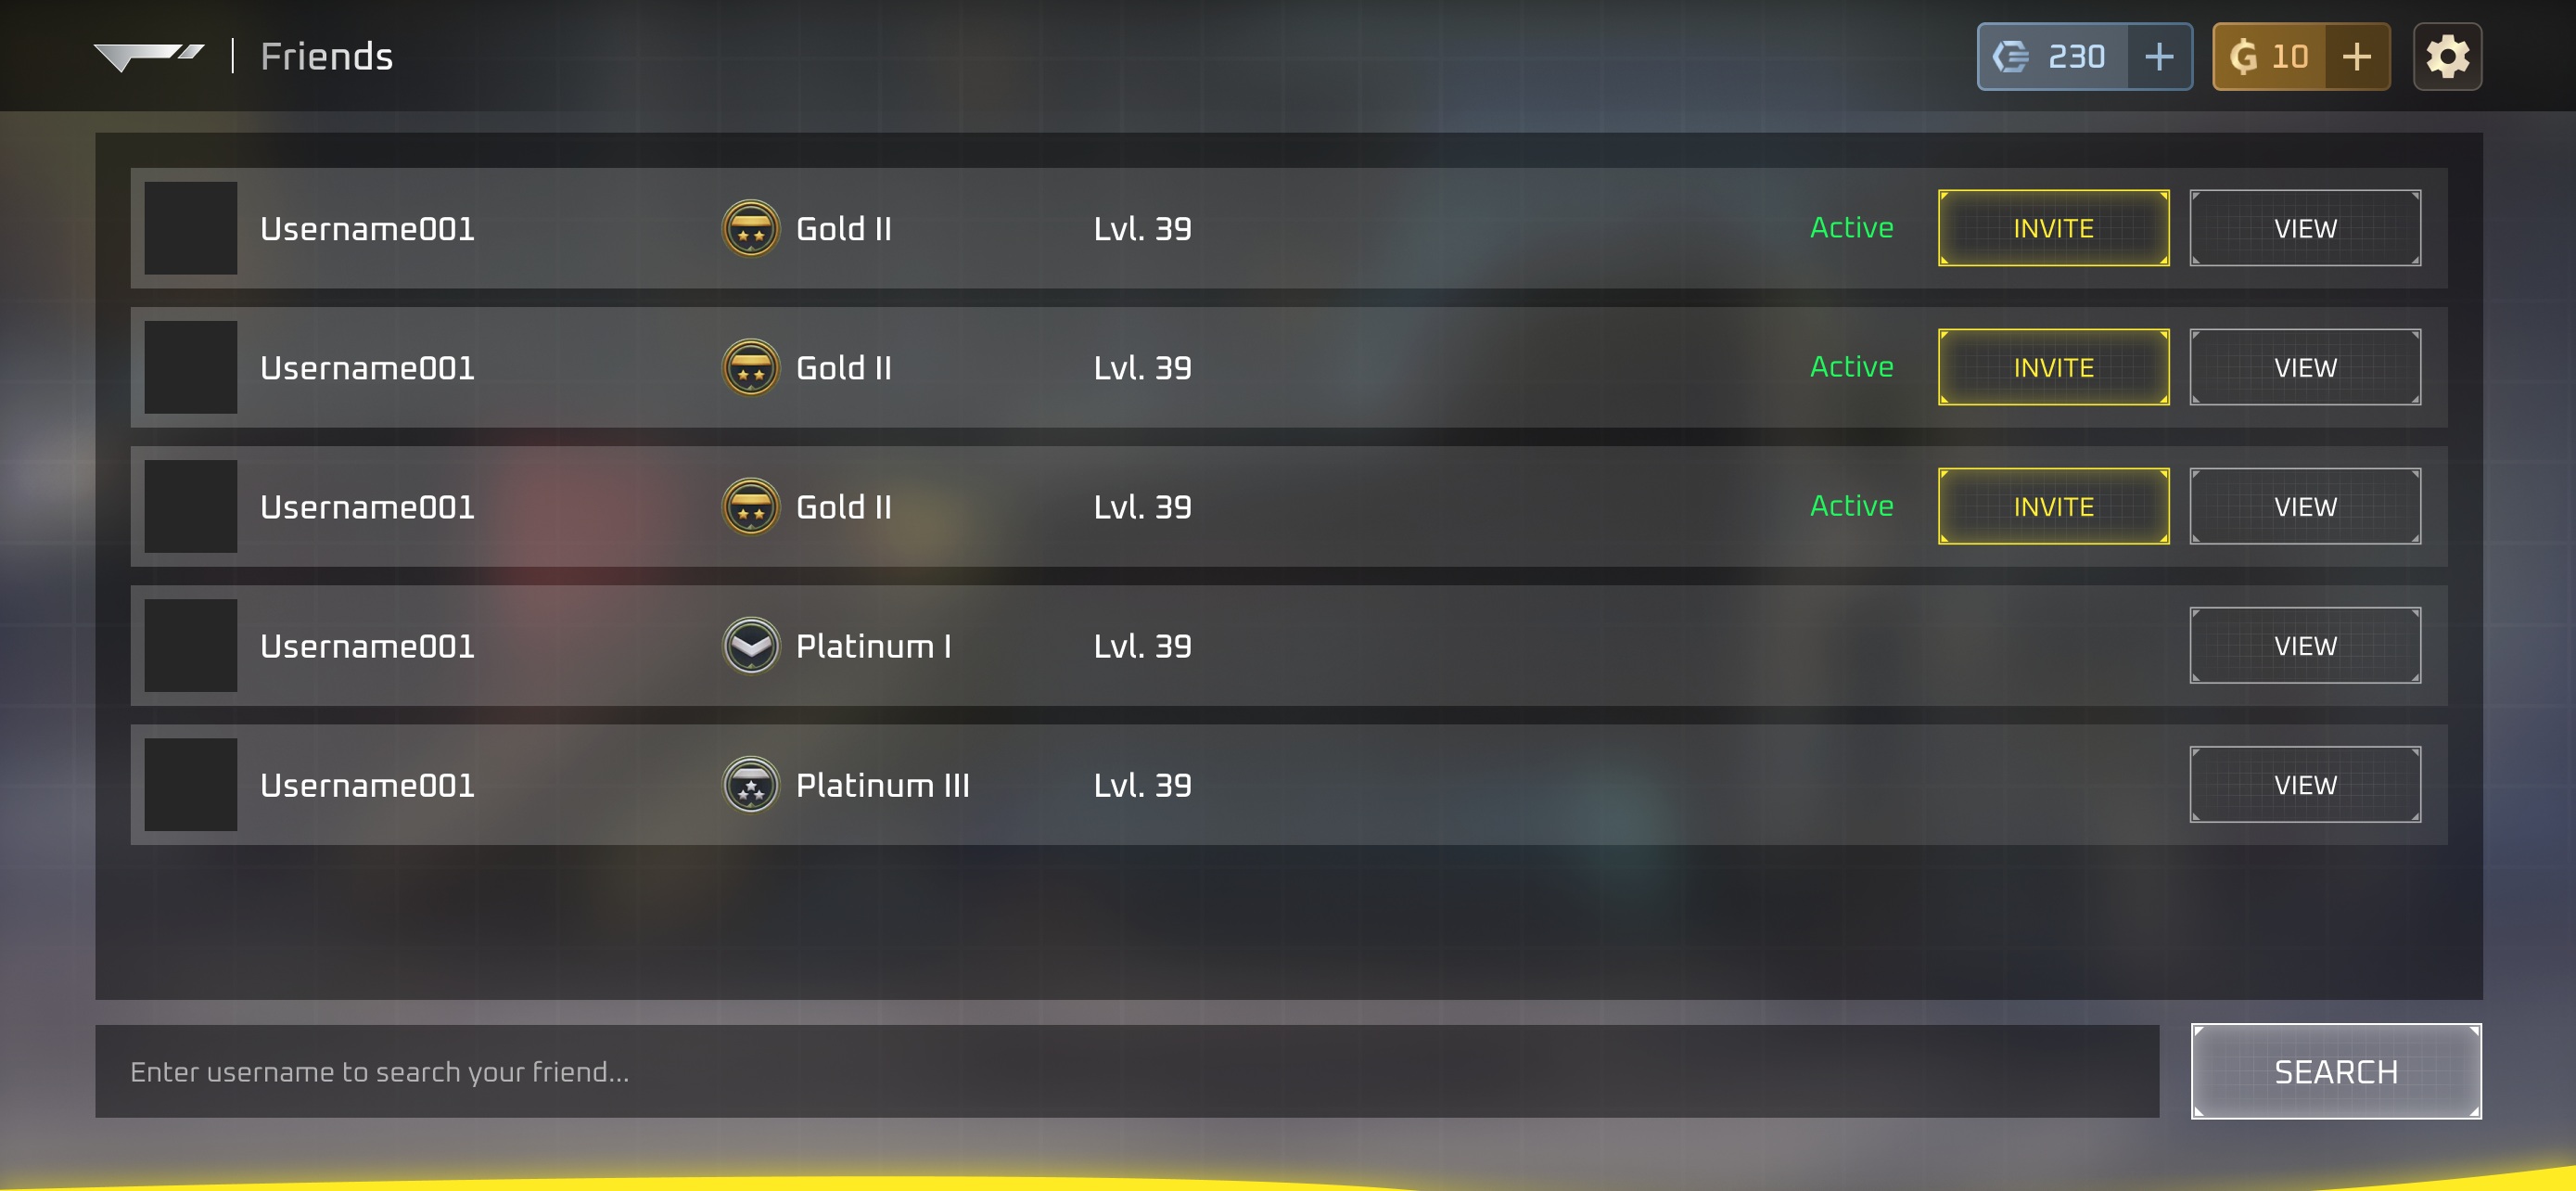 Friends
230
10
Username001 Gold II Lvl. 39 Active INVITE VIEW
Username001 Gold II Lvl. 39 Active INVITE VIEW
Username001 Gold II Lvl. 39 Active INVITE VIEW
Username001 Platinum I Lvl. 39 VIEW
Username001 Platinum III Lvl. 39 VIEW
Enter username to search your friend...
SEARCH